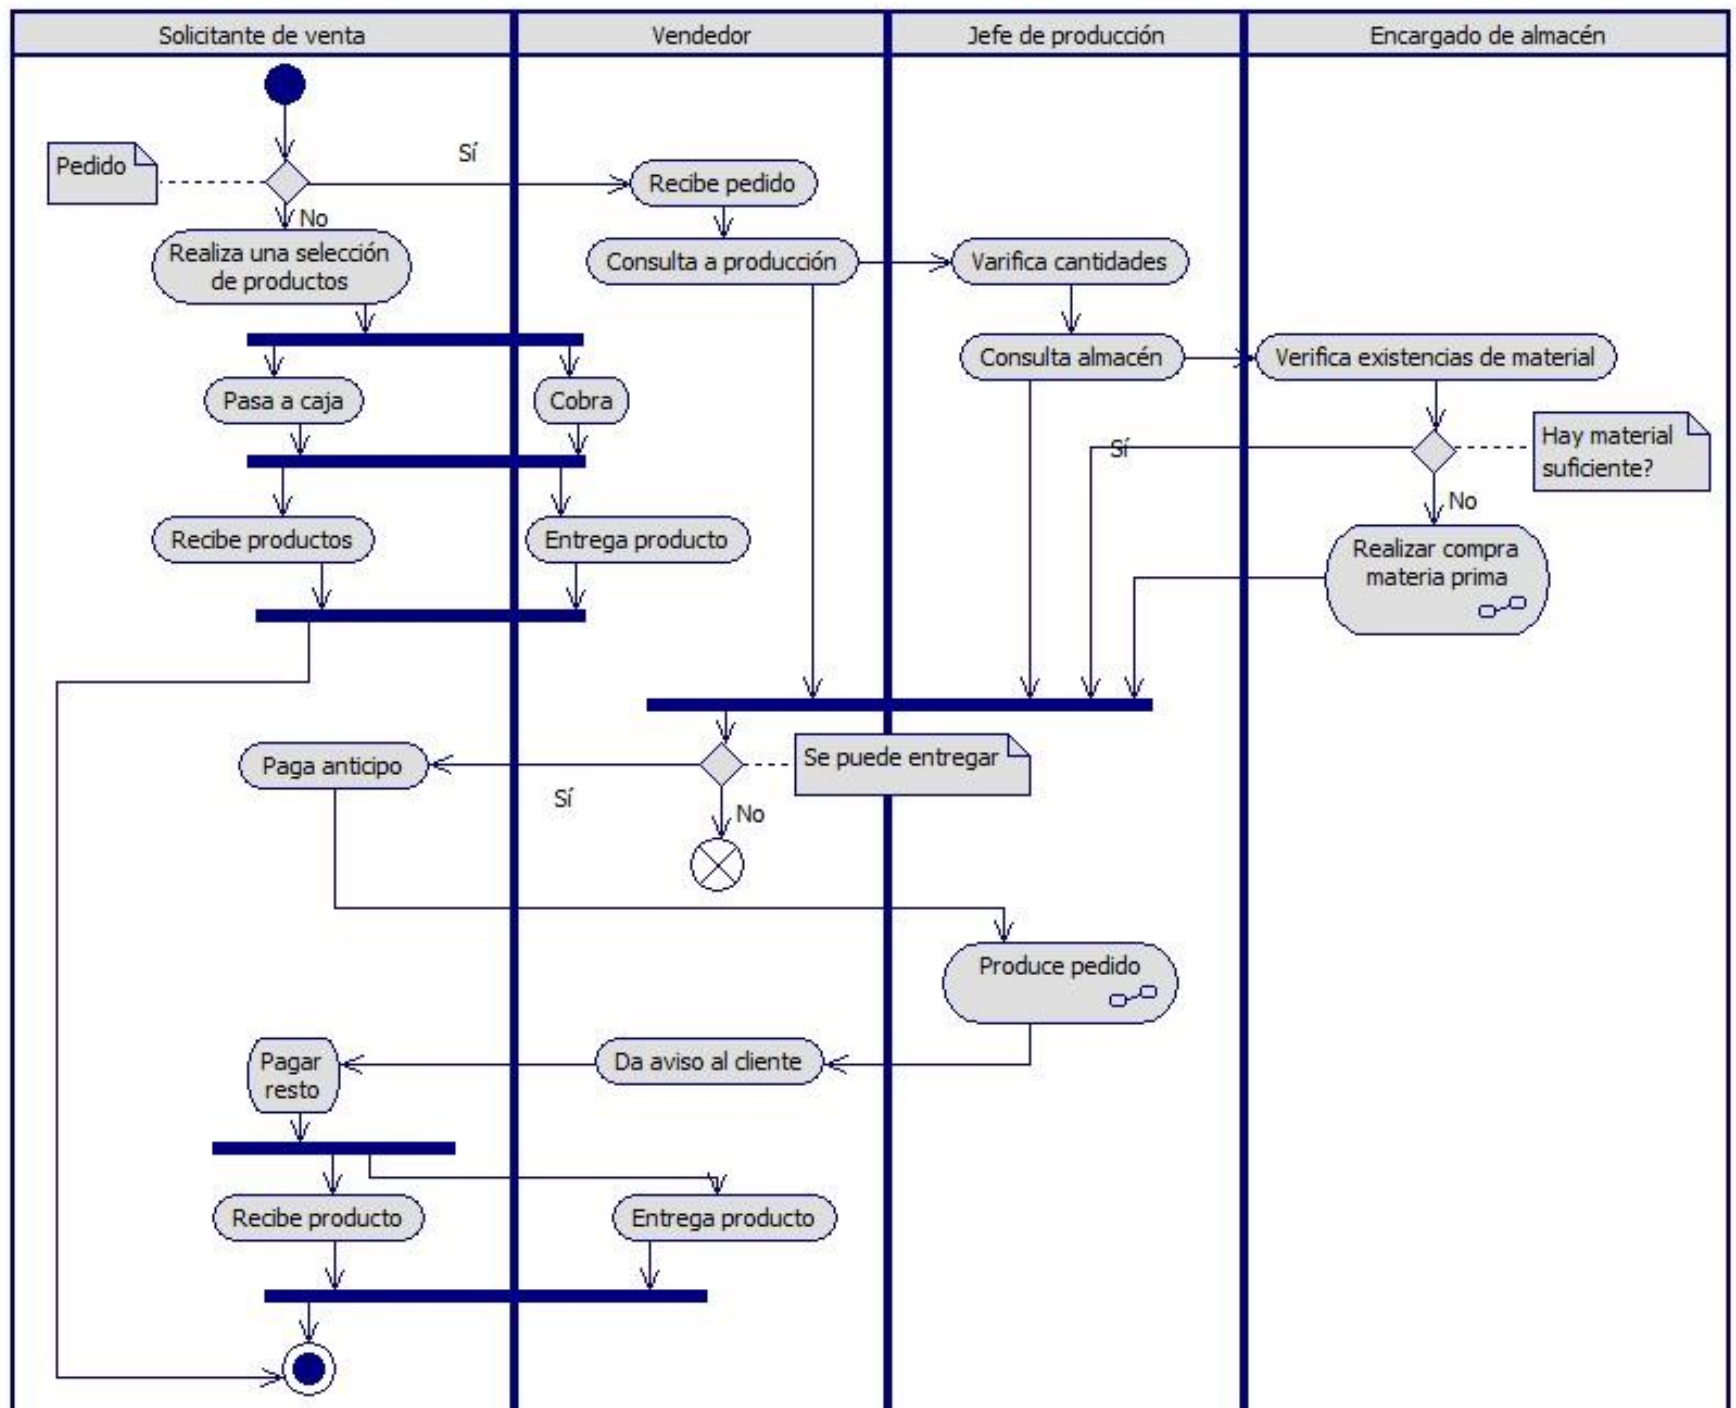 Solicitante de venta
Vendedor
Jefe de producción
Encargado de almacén
Pedido
Sí
Recibe pedido
No
Realiza una selección
de productos
Consulta a producción
Varifica cantidades
Consulta almacén
Verifica existencias de material
Pasa a caja
Cobra
Sí
Hay material
suficiente?
No
Recibe productos
Entrega producto
Realizar compra
materia prima
Paga anticipo
Se puede entregar
Sí
No
Produce pedido
Pagar
resto
Da aviso al cliente
Recibe producto
Entrega producto